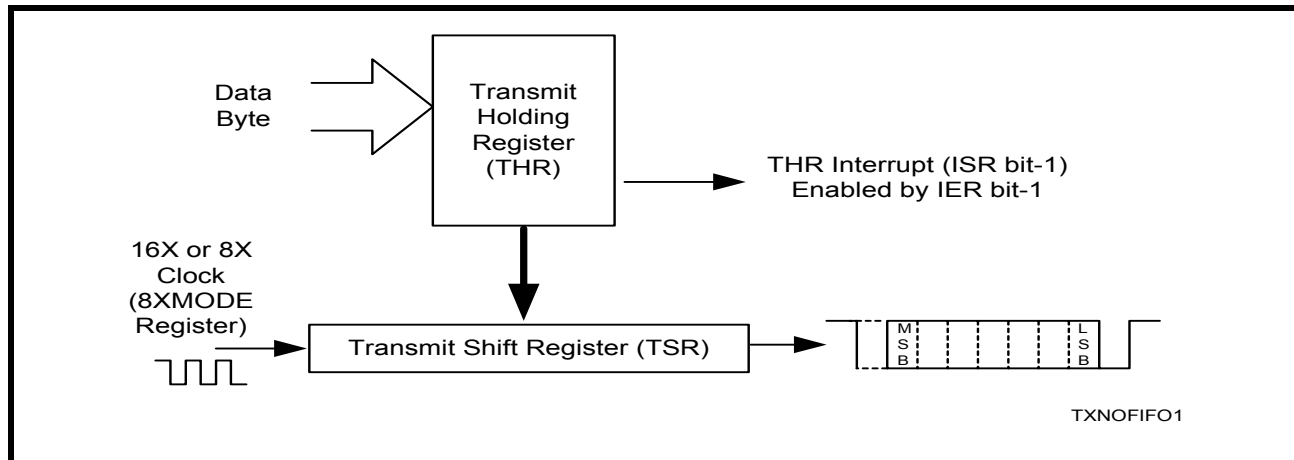 Data
Byte
Transmit
Holding
Register
(THR)
THR Interrupt (ISR bit-1)
Enabled by IER bit-1
16X or 8X
Clock
(8XMODE
Register)
Transmit Shift Register (TSR)
M
S
B
L
S
B
TXNOFIFO1